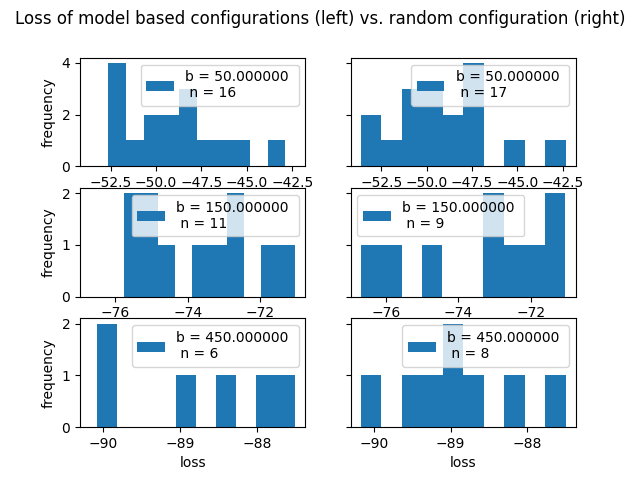 Loss of model based configurations (left) vs. random configuration (right)
frequency
4
2
0
b = 50.000000
n = 16
−52.5 −50.0 −47.5 −45.0 −42.5
b = 50.000000
n = 17
−52.5 −50.0 −47.5 −45.0 −42.5
frequency
2
1
0
b = 150.000000
n = 11
−76 −74 −72
b = 150.000000
n = 9
−76 −74 −72
frequency
2
1
0
b = 450.000000
n = 6
−90 −89 −88
loss
b = 450.000000
n = 8
−90 −89 −88
loss